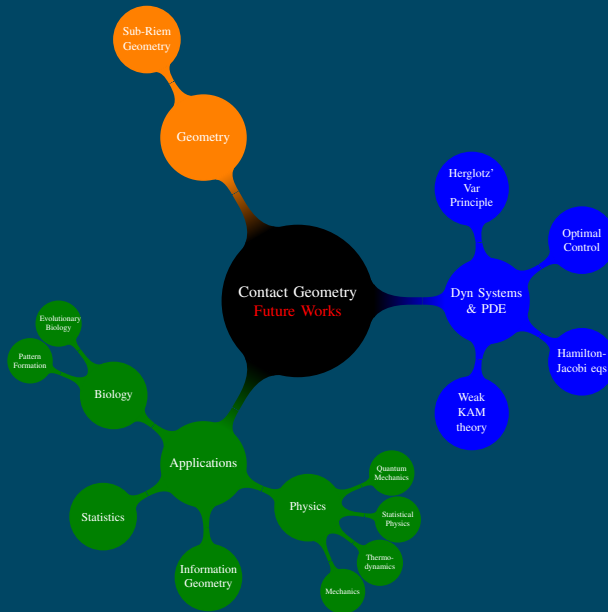 Sub-Riem
Geometry
Geometry
Herglotz'
Var
Principle
Optimal
Control
Contact Geometry
Future Works
Dyn Systems
& PDE
Hamilton-
Jacobi eqs
Weak
KAM
theory
Evolutionary
Biology
Pattern
Formation
Biology
Applications
Statistics
Information
Geometry
Physics
Quantum
Mechanics
Statistical
Physics
Thermo-
dynamics
Mechanics